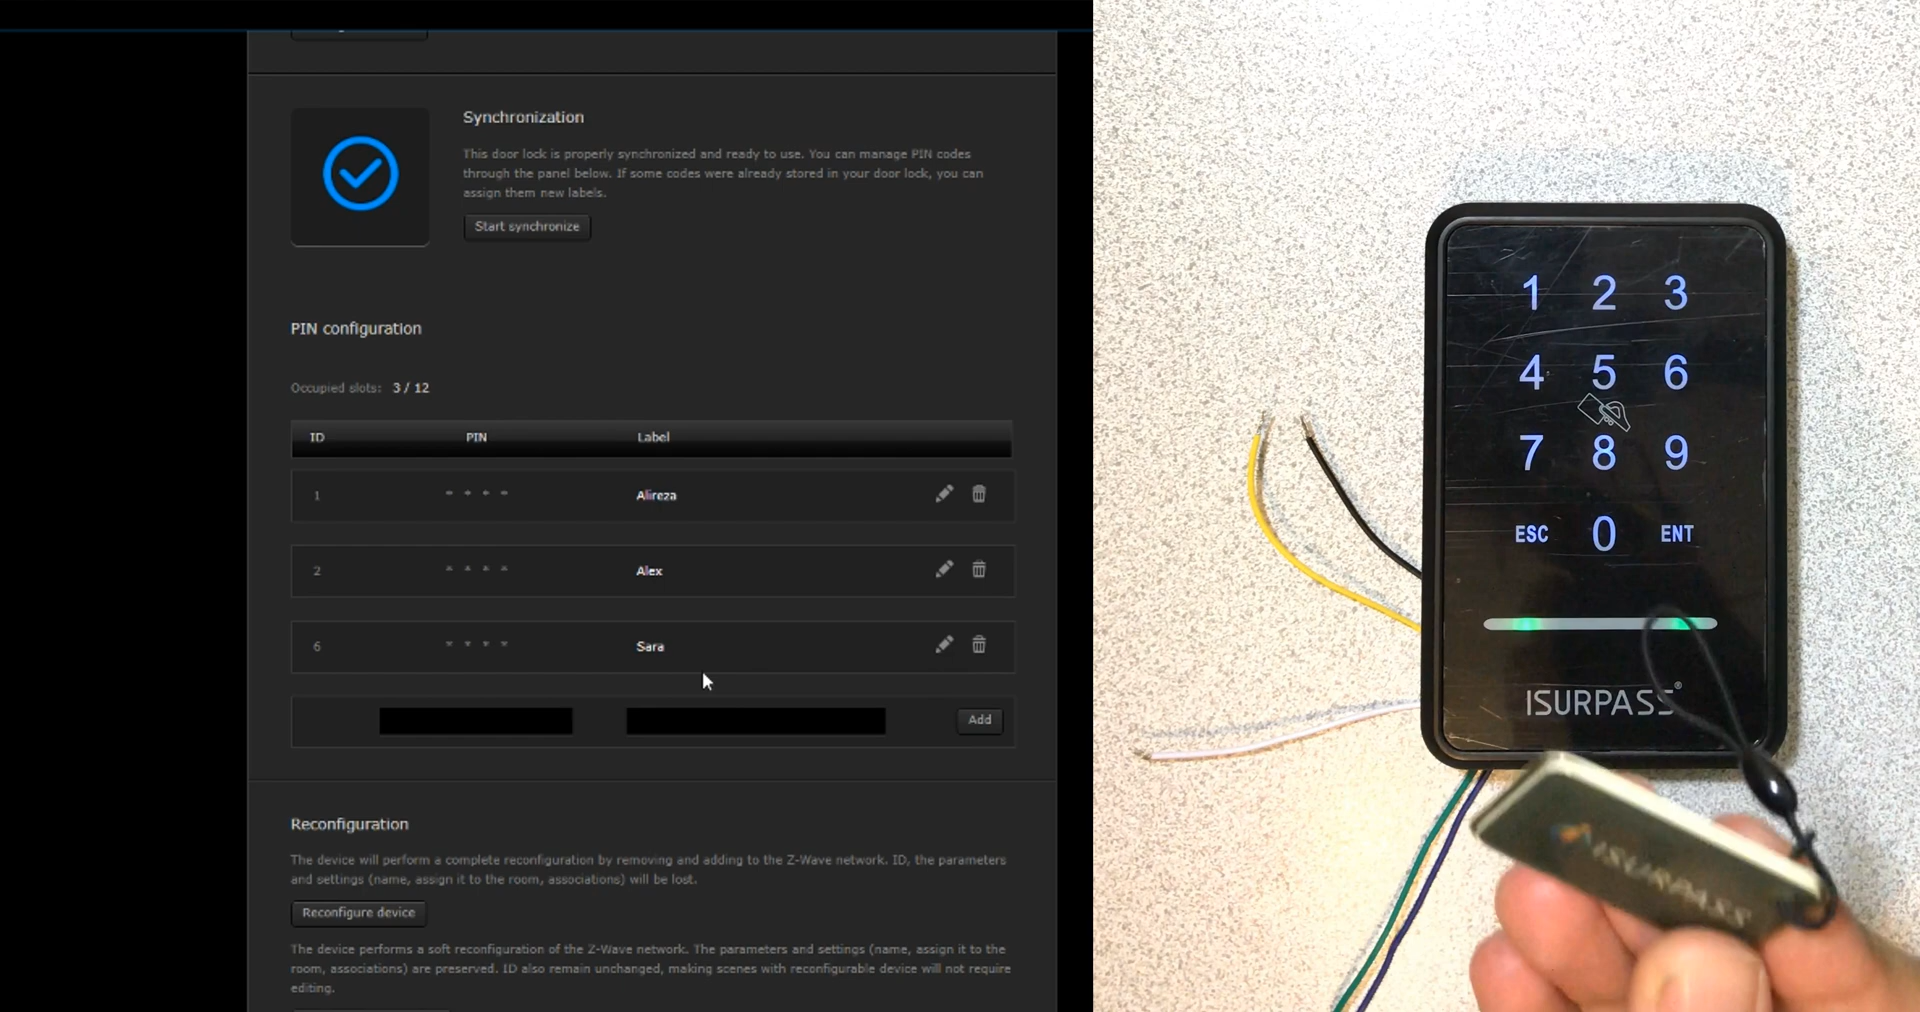 Synchronization
This door lock is properly synchronized and ready to use. You can manage PIN codes
through the panel below. If some codes were already stored in your door lock, you can
assign them new labels.
Start synchronize
PIN configuration
Occupied slots: 3 / 12
ID PIN Label
1 * * * * Alireza
2 * * * * Alex
6 * * * * Sara
Add
Reconfiguration
The device will perform a complete reconfiguration by removing and adding to the Z-Wave network. ID, the parameters
and settings (name, assign it to the room, associations) will be lost.
Reconfigure device
The device performs a soft reconfiguration of the Z-Wave network. The parameters and settings (name, assign it to the
room, associations) are preserved. ID also remain unchanged, making scenes with reconfigurable device will not require
editing.
1 2 3
4 5 6
7 8 9
ESC 0 ENT
ISURPASS®
ISURPASS